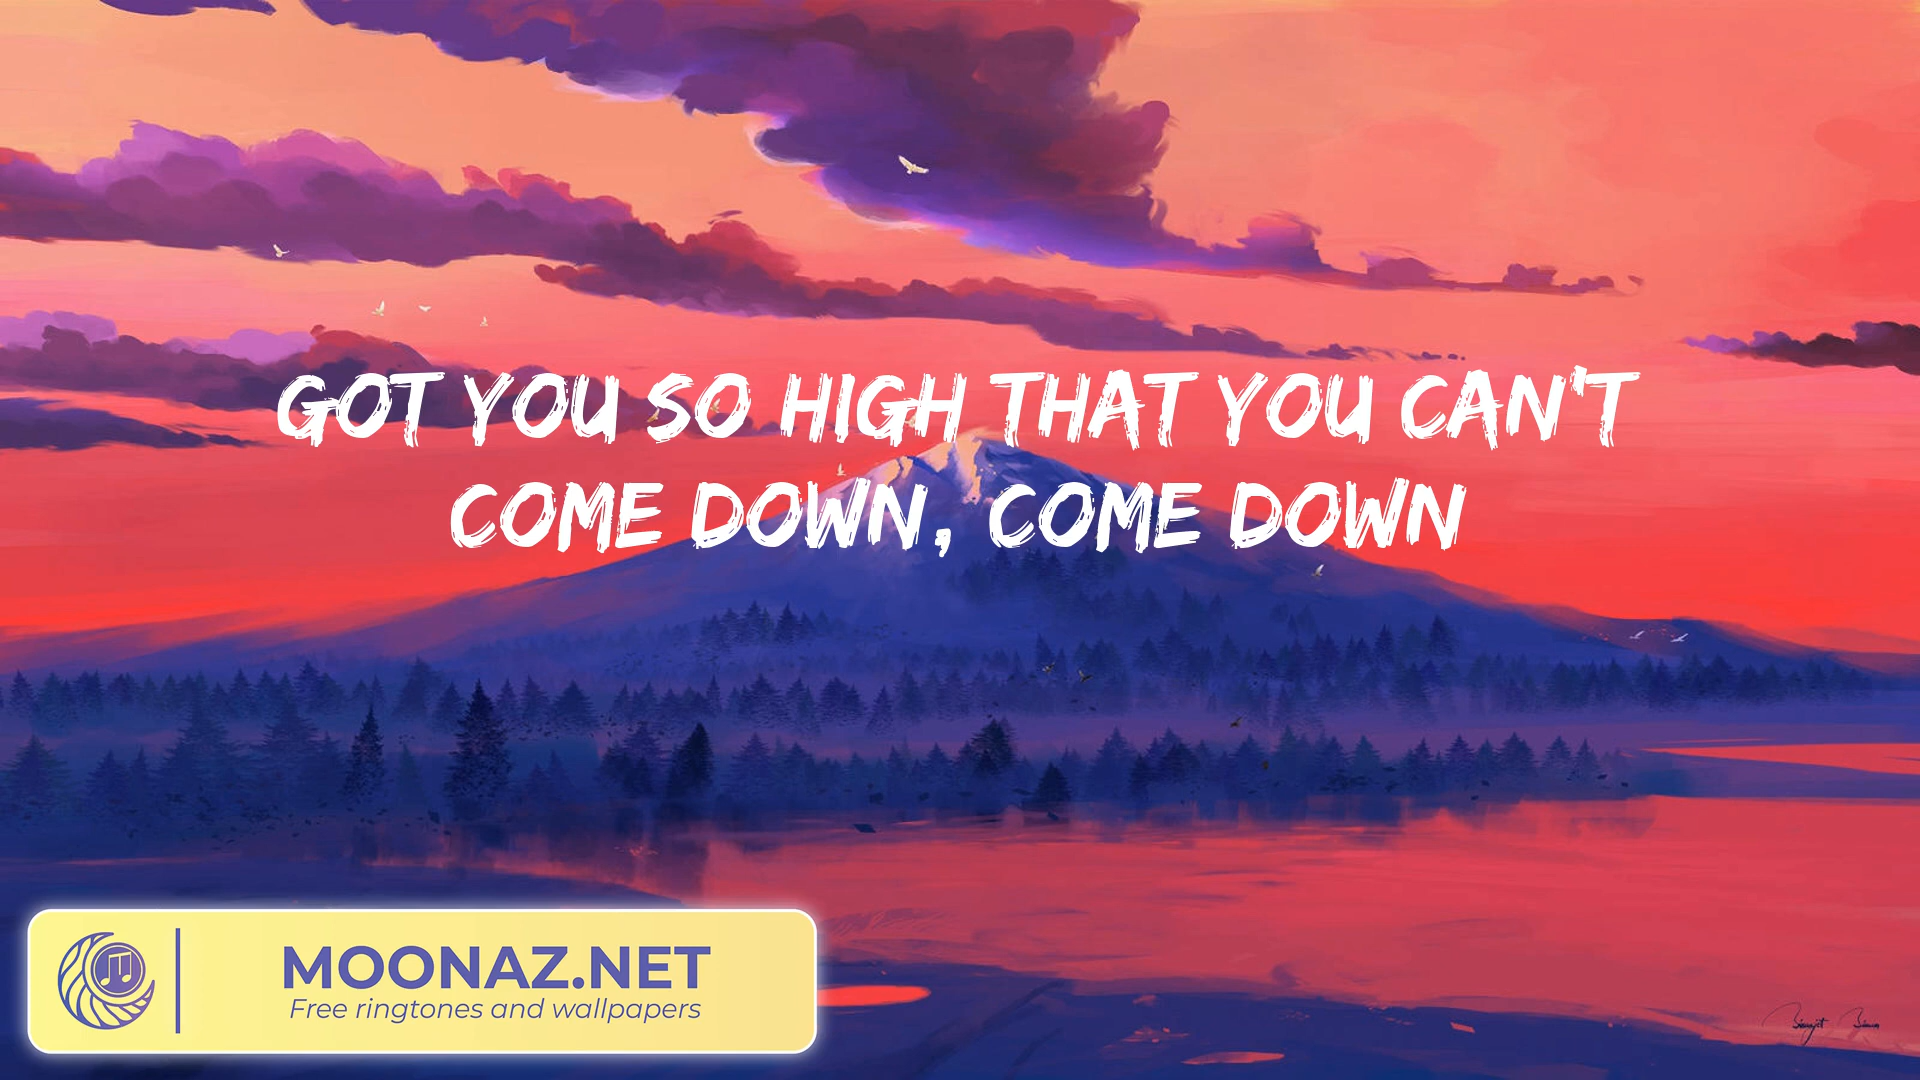 GOT YOU SO HIGH THAT YOU CAN'T
COME DOWN, COME DOWN
MOONAZ.NET
Free ringtones and wallpapers